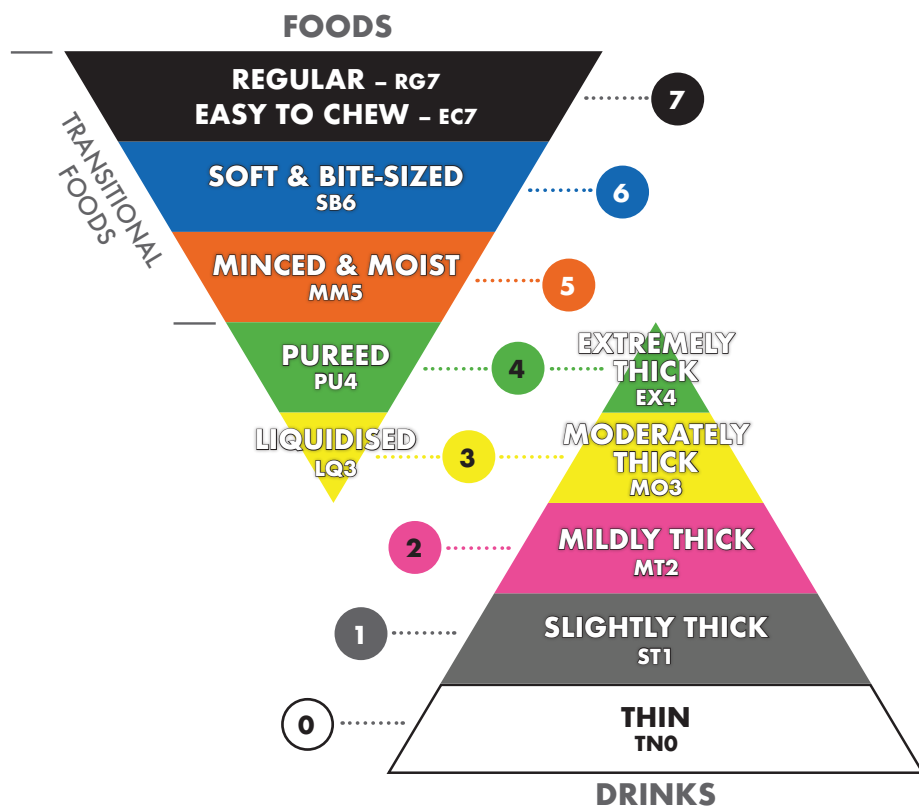 FOODS
REGULAR – RG7
EASY TO CHEW – EC7
7
TRANSITIONAL
FOODS
SOFT & BITE-SIZED
SB6
6
MINCED & MOIST
MM5
5
PUREED
PU4
4
EXTREMELY
THICK
EX4
LIQUIDISED
LQ3
3
MODERATELY
THICK
MO3
2
MILDLY THICK
MT2
1
SLIGHTLY THICK
ST1
0
THIN
TN0
DRINKS